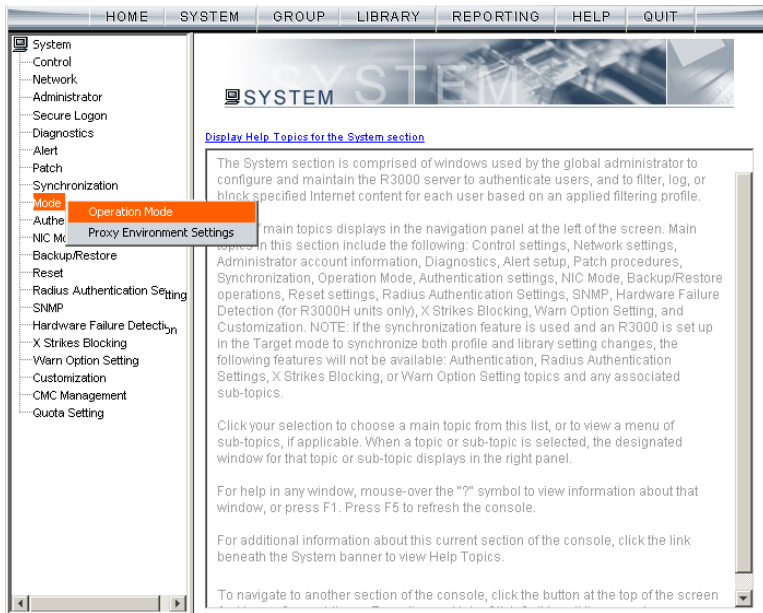 HOME SYSTEM GROUP LIBRARY REPORTING HELP QUIT
System
Control
Network
Administrator
Secure Logon
Diagnostics
Alert
Patch
Synchronization
Mode
Operation Mode
Authe
Proxy Environment Settings
NIC Mo
Backup/Restore
Reset
Radius Authentication Setting
SNMP
Hardware Failure Detection
X Strikes Blocking
Warn Option Setting
Customization
CMC Management
Quota Setting
SYSTEM
SYSTEM
Display Help Topics for the System section
The System section is comprised of windows used by the global administrator to
configure and maintain the R3000 server to authenticate users, and to filter, log, or
block specified Internet content for each user based on an applied filtering profile.
main topics displays in the navigation panel at the left of the screen. Main
in this section include the following: Control settings, Network settings,
Administrator account information, Diagnostics, Alert setup, Patch procedures,
Synchronization, Operation Mode, Authentication settings, NIC Mode, Backup/Restore
operations, Reset settings, Radius Authentication Settings, SNMP, Hardware Failure
Detection (for R3000H units only), X Strikes Blocking, Warn Option Setting, and
Customization. NOTE: If the synchronization feature is used and an R3000 is set up
in the Target mode to synchronize both profile and library setting changes, the
following features will not be available: Authentication, Radius Authentication
Settings, X Strikes Blocking, or Warn Option Setting topics and any associated
sub-topics.
Click your selection to choose a main topic from this list, or to view a menu of
sub-topics, if applicable. When a topic or sub-topic is selected, the designated
window for that topic or sub-topic displays in the right panel.
For help in any window, mouse-over the "?" symbol to view information about that
window, or press F1. Press F5 to refresh the console.
For additional information about this current section of the console, click the link
beneath the System banner to view Help Topics.
To navigate to another section of the console, click the button at the top of the screen